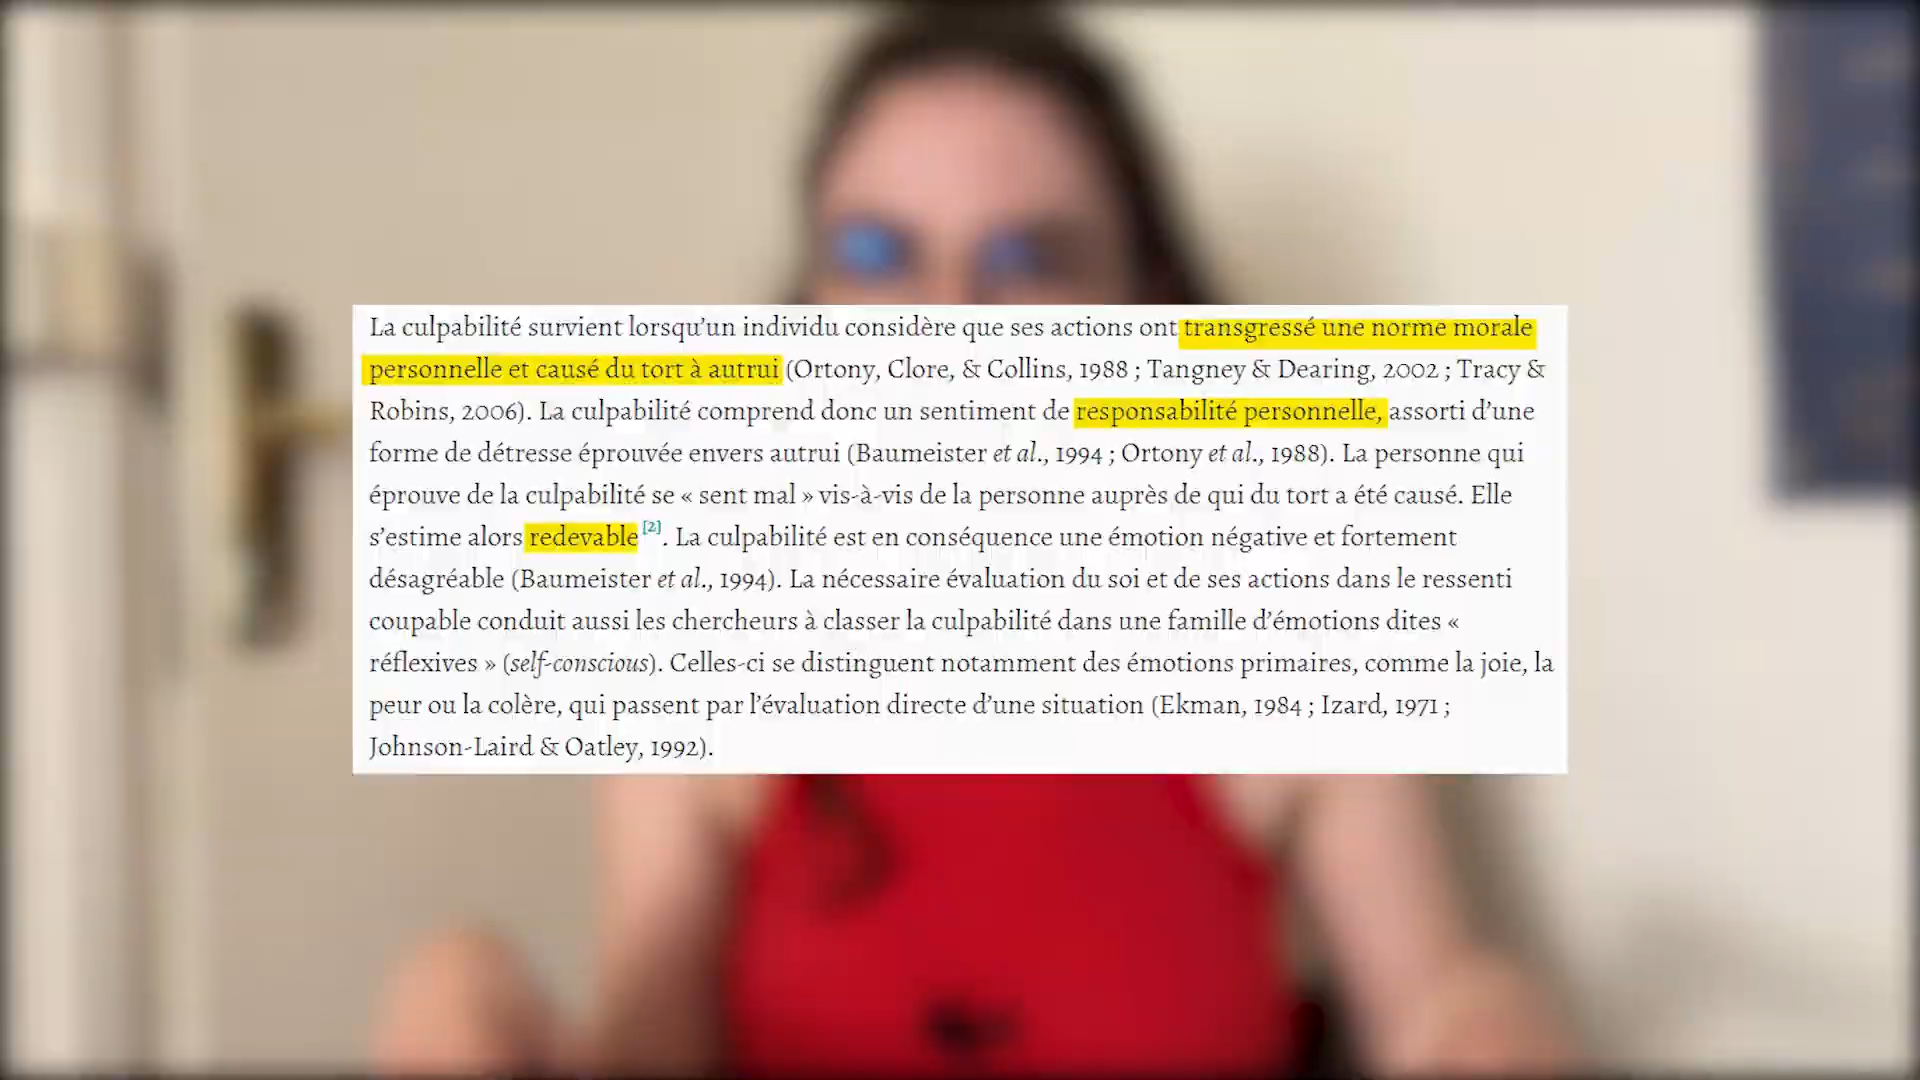 La culpabilité survient lorsqu’un individu considère que ses actions ont transgressé une norme morale
personnelle et causé du tort à autrui (Ortony, Clore, & Collins, 1988 ; Tangney & Dearing, 2002 ; Tracy &
Robins, 2006). La culpabilité comprend donc un sentiment de responsabilité personnelle, assorti d’une
forme de détresse éprouvée envers autrui (Baumeister et al., 1994 ; Ortony et al., 1988). La personne qui
éprouve de la culpabilité se « sent mal » vis-à-vis de la personne auprès de qui du tort a été causé. Elle
s’estime alors redevable [2]. La culpabilité est en conséquence une émotion négative et fortement
désagréable (Baumeister et al., 1994). La nécessaire évaluation du soi et de ses actions dans le ressenti
coupable conduit aussi les chercheurs à classer la culpabilité dans une famille d’émotions dites «
réflexives » (self-conscious). Celles-ci se distinguent notamment des émotions primaires, comme la joie, la
peur ou la colère, qui passent par l’évaluation directe d’une situation (Ekman, 1984 ; Izard, 1971 ;
Johnson-Laird & Oatley, 1992).